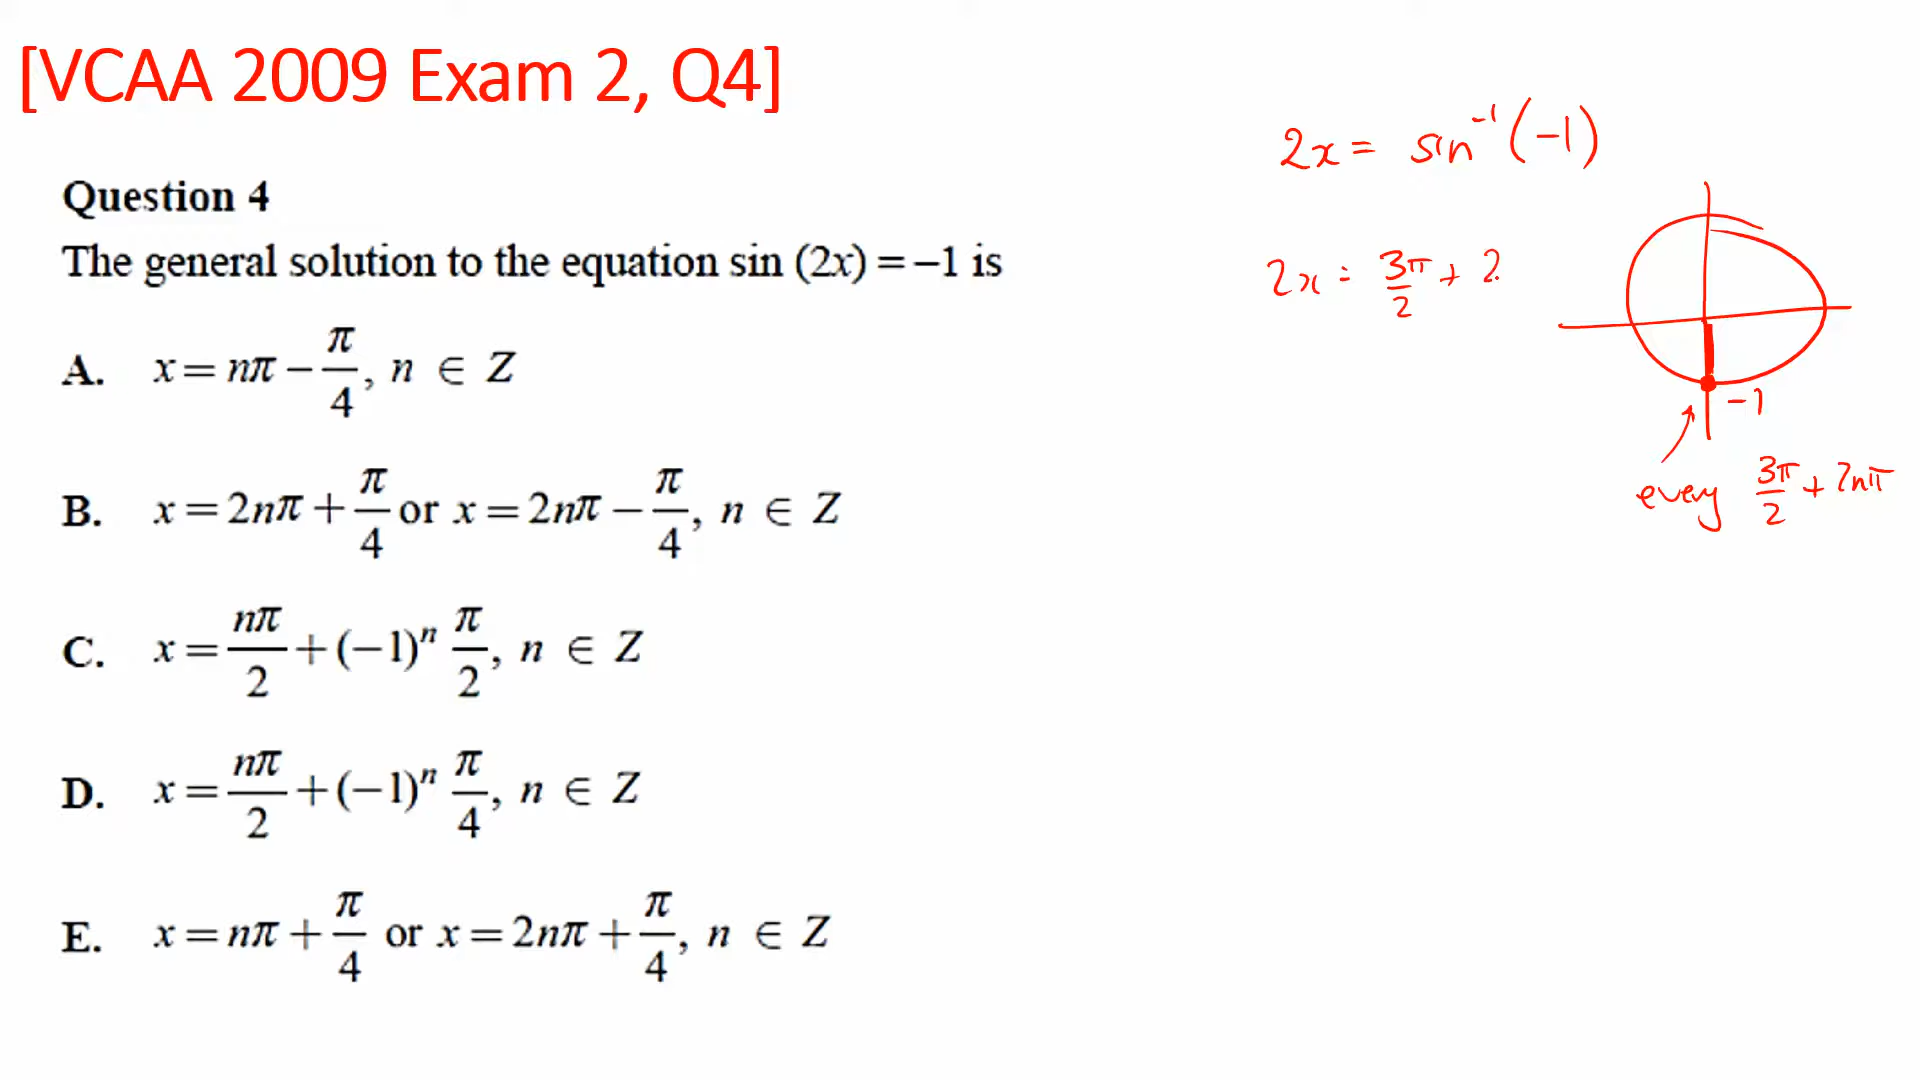 [VCAA 2009 Exam 2, Q4]
Question 4
The general solution to the equation sin (2x) = −1 is
A. x = nπ − π/4, n ∈ Z
B. x = 2nπ + π/4 or x = 2nπ − π/4, n ∈ Z
C. x = nπ/2 + (−1)ⁿ π/2, n ∈ Z
D. x = nπ/2 + (−1)ⁿ π/4, n ∈ Z
E. x = nπ + π/4 or x = 2nπ + π/4, n ∈ Z
2x = sin⁻¹(−1)
2x = 3π/2 + 2
−1
every 3π/2 + 2nπ